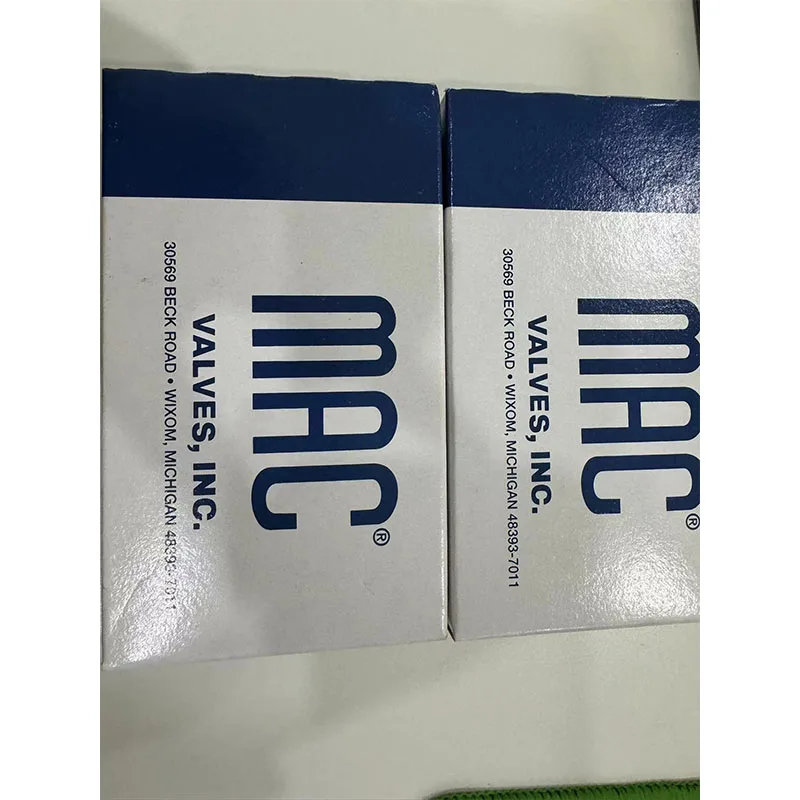 MAC®
VALVES, INC.
30569 BECK ROAD • WIXOM, MICHIGAN 48393-7011
MAC®
VALVES, INC.
30569 BECK ROAD • WIXOM, MICHIGAN 48393-7011